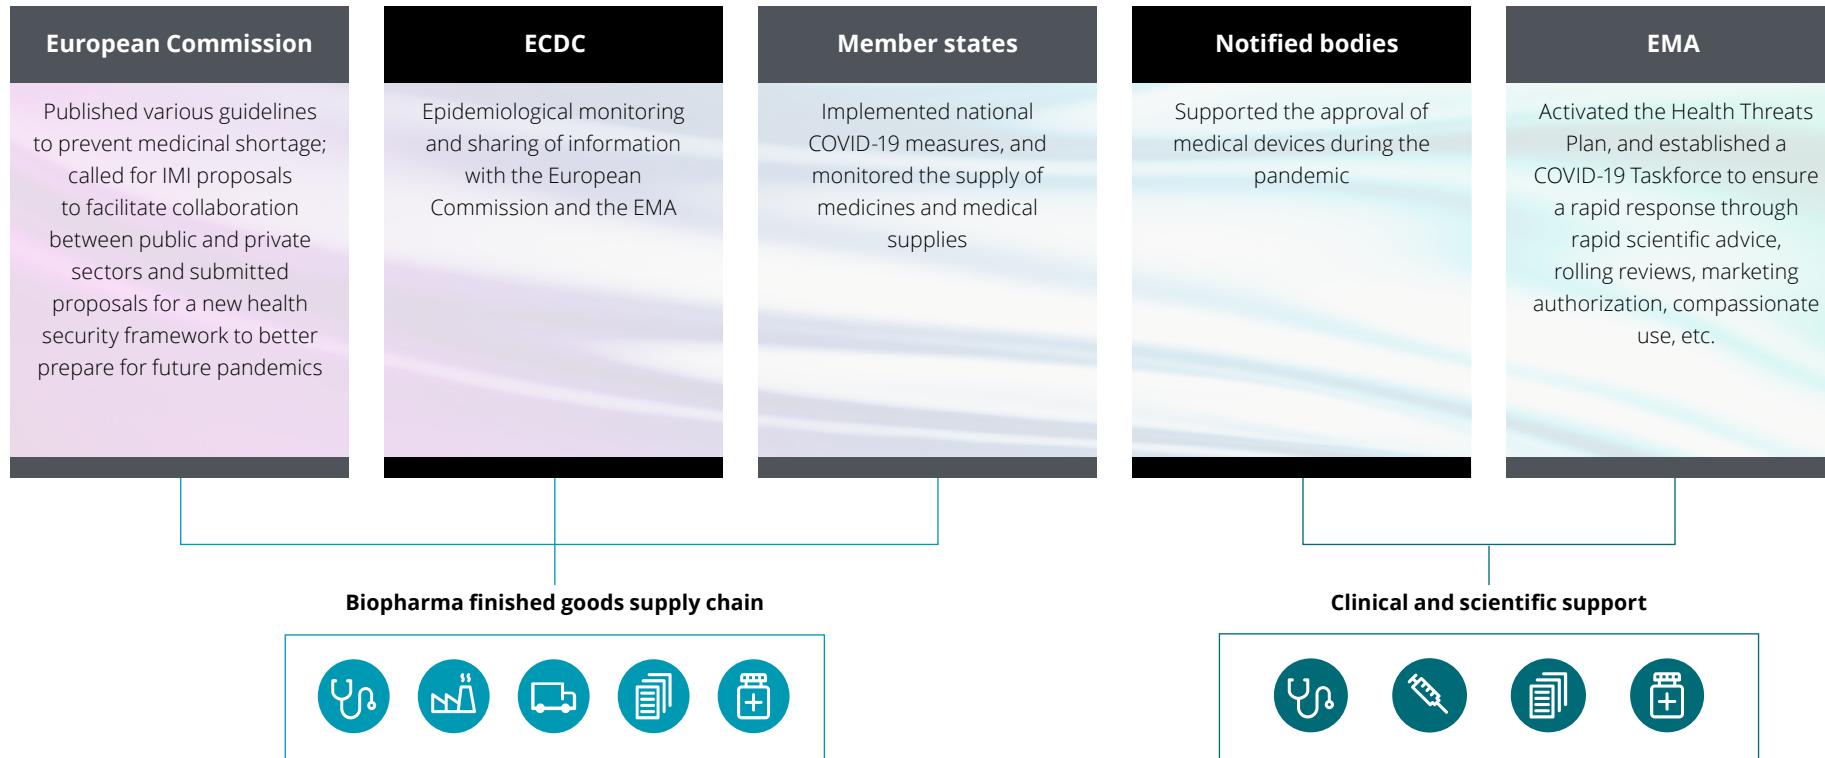 European Commission
Published various guidelines
to prevent medicinal shortage;
called for IMI proposals
to facilitate collaboration
between public and private
sectors and submitted
proposals for a new health
security framework to better
prepare for future pandemics
ECDC
Epidemiological monitoring
and sharing of information
with the European
Commission and the EMA
Member states
Implemented national
COVID-19 measures, and
monitored the supply of
medicines and medical
supplies
Notified bodies
Supported the approval of
medical devices during the
pandemic
EMA
Activated the Health Threats
Plan, and established a
COVID-19 Taskforce to ensure
a rapid response through
rapid scientific advice,
rolling reviews, marketing
authorization, compassionate
use, etc.
Biopharma finished goods supply chain
Clinical and scientific support